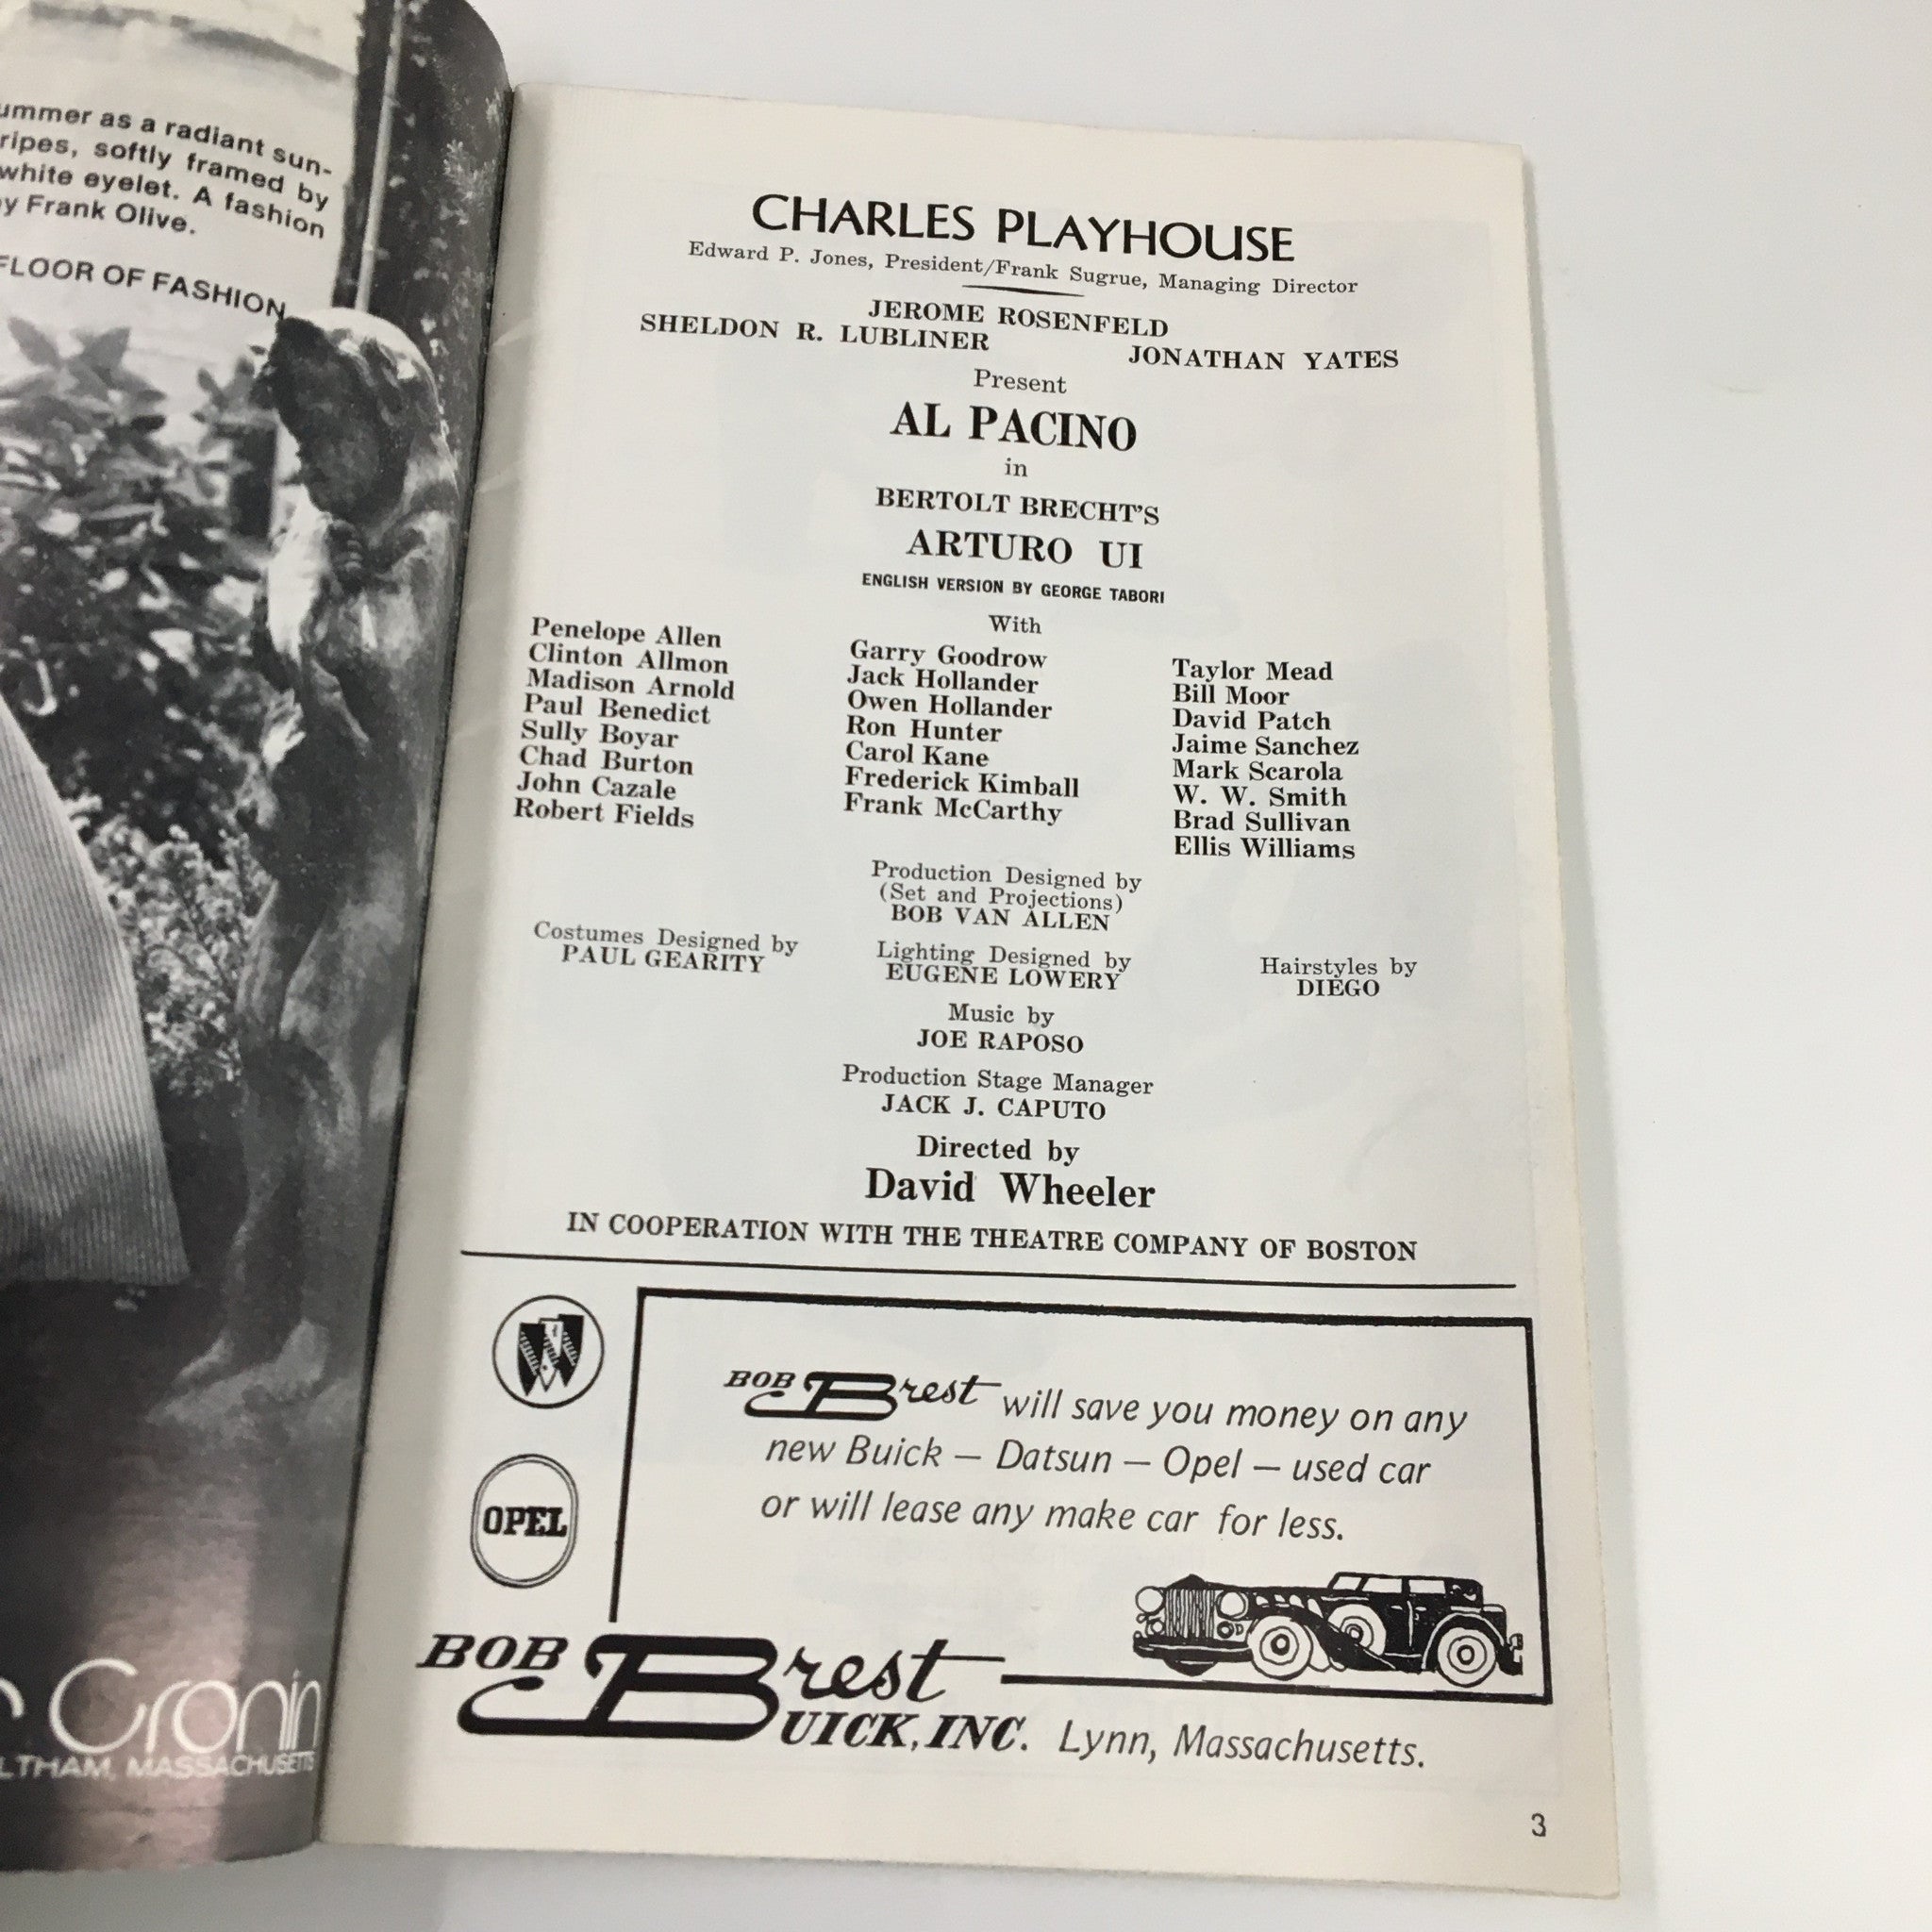 ummer as a radiant sun-
ripes, softly framed by
white eyelet. A fashion
y Frank Olive.
FLOOR OF FASHION
Cronin
LTHAM, MASSACHUSETTS
CHARLES PLAYHOUSE
Edward P. Jones, President/Frank Sugrue, Managing Director
JEROME ROSENFELD
SHELDON R. LUBLINER JONATHAN YATES
Present
AL PACINO
in
BERTOLT BRECHT'S
ARTURO UI
ENGLISH VERSION BY GEORGE TABORI
With
Penelope Allen
Clinton Allmon
Madison Arnold
Paul Benedict
Sully Boyar
Chad Burton
John Cazale
Robert Fields
Garry Goodrow
Jack Hollander
Owen Hollander
Ron Hunter
Carol Kane
Frederick Kimball
Frank McCarthy
Taylor Mead
Bill Moor
David Patch
Jaime Sanchez
Mark Scarola
W. W. Smith
Brad Sullivan
Ellis Williams
Production Designed by
(Set and Projections)
BOB VAN ALLEN
Costumes Designed by
PAUL GEARITY
Lighting Designed by
EUGENE LOWERY
Hairstyles by
DIEGO
Music by
JOE RAPOSO
Production Stage Manager
JACK J. CAPUTO
Directed by
David Wheeler
IN COOPERATION WITH THE THEATRE COMPANY OF BOSTON
BOB Brest will save you money on any
new Buick — Datsun — Opel — used car
or will lease any make car for less.
OPEL
BOB Brest
BUICK, INC. Lynn, Massachusetts.
3